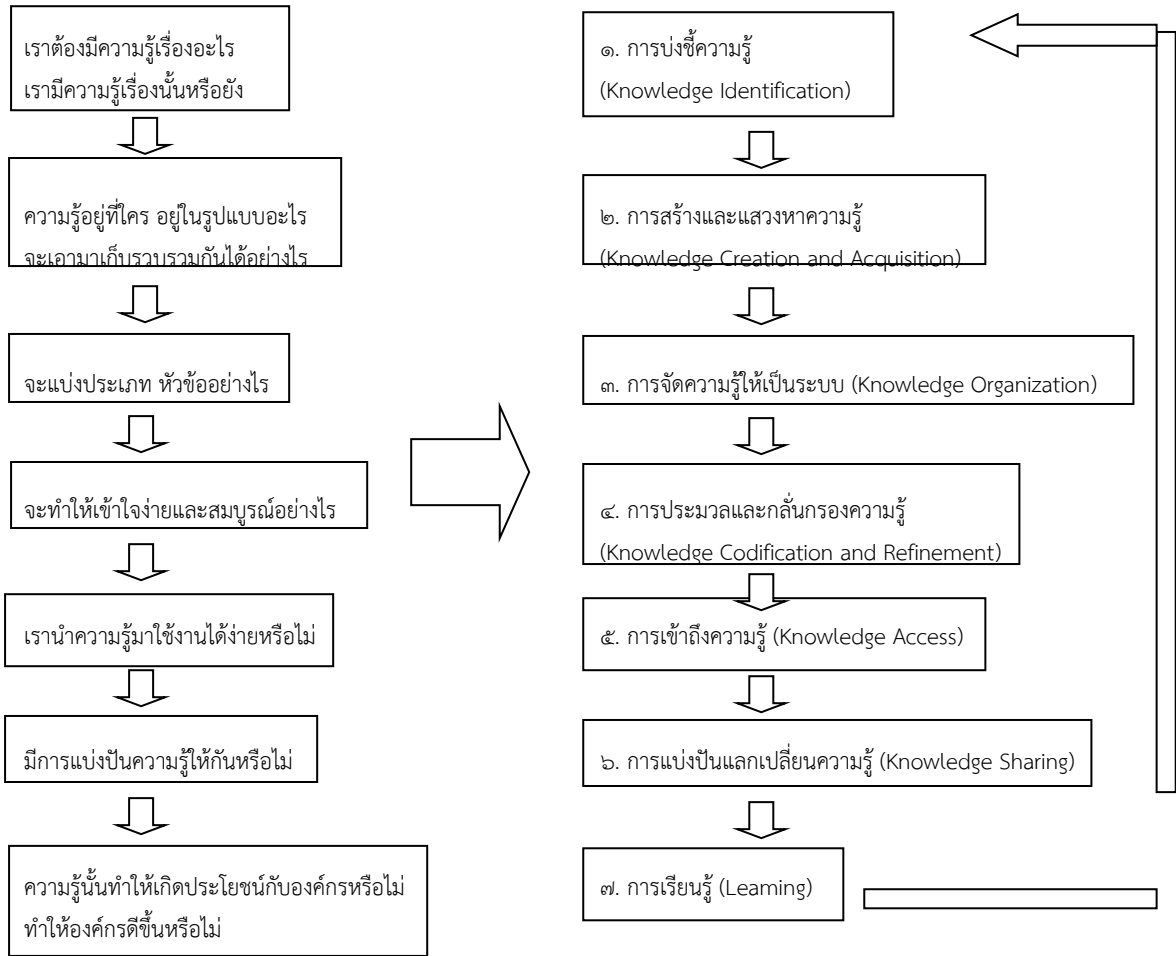 เราต้องมีความรู้เรื่องอะไร
เรามีความรู้เรื่องนั้นหรือยัง
ความรู้อยู่ที่ใคร อยู่ในรูปแบบอะไร
จะเอามาเก็บรวบรวมกันได้อย่างไร
จะแบ่งประเภท หัวข้ออย่างไร
จะทำให้เข้าใจง่ายและสมบูรณ์อย่างไร
เรานำความรู้มาใช้งานได้ง่ายหรือไม่
มีการแบ่งปันความรู้ให้กันหรือไม่
ความรู้นั้นทำให้เกิดประโยชน์กับองค์กรหรือไม่
ทำให้องค์กรดีขึ้นหรือไม่
๑. การบ่งชี้ความรู้
(Knowledge Identification)
๒. การสร้างและแสวงหาความรู้
(Knowledge Creation and Acquisition)
๓. การจัดความรู้ให้เป็นระบบ (Knowledge Organization)
๔. การประมวลและกลั่นกรองความรู้
(Knowledge Codification and Refinement)
๕. การเข้าถึงความรู้ (Knowledge Access)
๖. การแบ่งปันแลกเปลี่ยนความรู้ (Knowledge Sharing)
๗. การเรียนรู้ (Leaming)